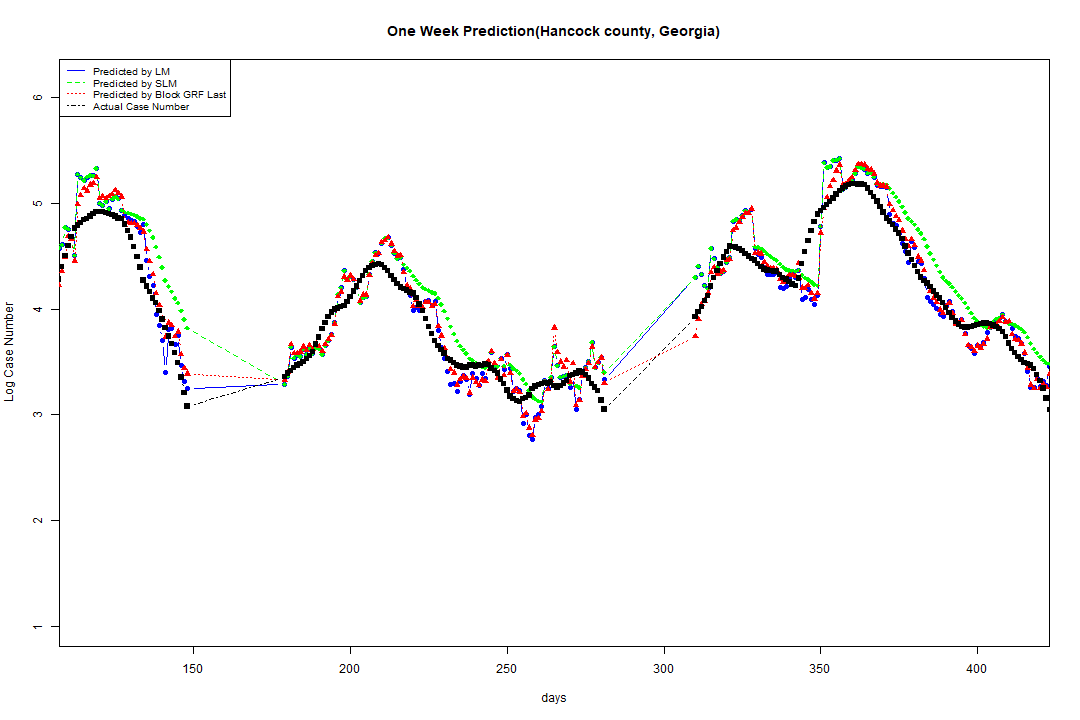 One Week Prediction(Hancock county, Georgia)
Predicted by LM
Predicted by SLM
Predicted by Block GRF Last
Actual Case Number
Log Case Number
6
5
4
3
2
1
150 200 250 300 350 400
days